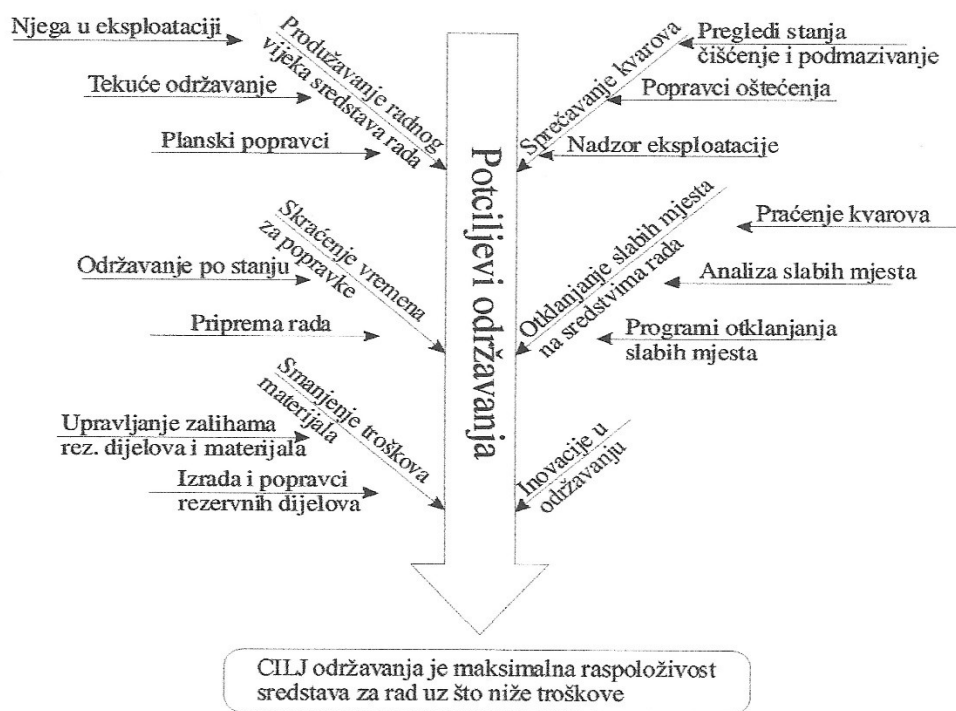 Njega u eksploataciji
Tekuće održavanje
Planski popravci
Produžavanje radnog
vijeka sredstava rada
Pregledi stanja
čišćenje i podmazivanje
Popravci oštećenja
Nadzor eksploatacije
Sprečavanje kvarova
Potciljevi održavanja
Skraćenje vremena
za popravke
Održavanje po stanju
Priprema rada
Praćenje kvarova
Analiza slabih mjesta
Programi otklanjanja
slabih mjesta
Otklanjanje slabih mjesta
na sredstvima rada
Smanjenje troškova
materijala
Upravljanje zalihama
rez. dijelova i materijala
Izrada i popravci
rezervnih dijelova
Inovacije u
održavanju
CILJ održavanja je maksimalna raspoloživost
sredstava za rad uz što niže troškove